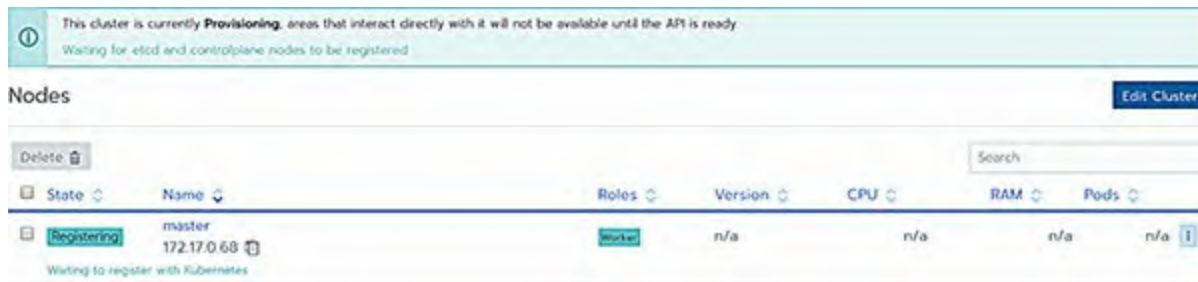 This cluster is currently Provisioning, areas that interact directly with it will not be available until the API is ready
Waiting for etcd and controlplane nodes to be registered
Nodes
Edit Cluster
Delete
Search
State Name Roles Version CPU RAM Pods
Registering master Worker n/a n/a n/a n/a
172.17.0.68
Waiting to register with Kubernetes